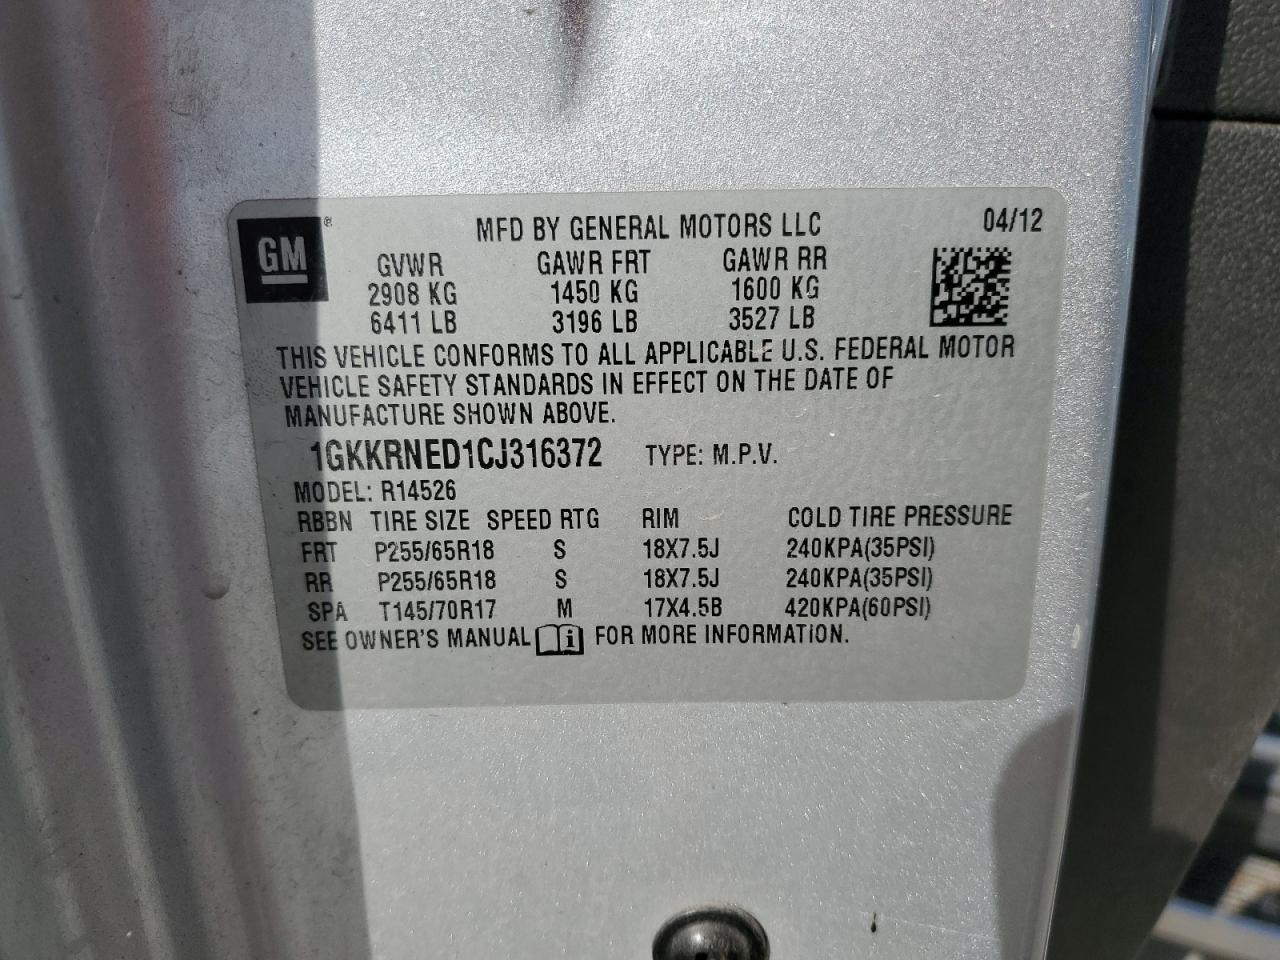 GM ® MFD BY GENERAL MOTORS LLC 04/12
GVWR GAWR FRT GAWR RR
2908 KG 1450 KG 1600 KG
6411 LB 3196 LB 3527 LB
THIS VEHICLE CONFORMS TO ALL APPLICABLE U.S. FEDERAL MOTOR
VEHICLE SAFETY STANDARDS IN EFFECT ON THE DATE OF
MANUFACTURE SHOWN ABOVE.
1GKKRNED1CJ316372 TYPE: M.P.V.
MODEL: R14526
RBBN TIRE SIZE SPEED RTG RIM COLD TIRE PRESSURE
FRT P255/65R18 S 18X7.5J 240KPA(35PSI)
RR P255/65R18 S 18X7.5J 240KPA(35PSI)
SPA T145/70R17 M 17X4.5B 420KPA(60PSI)
SEE OWNER'S MANUAL i FOR MORE INFORMATION.